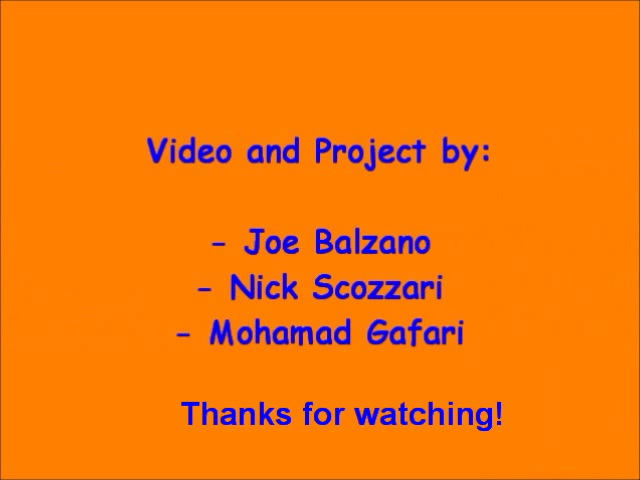 Video and Project by:
- Joe Balzano
- Nick Scozzari
- Mohamad Gafari
Thanks for watching!